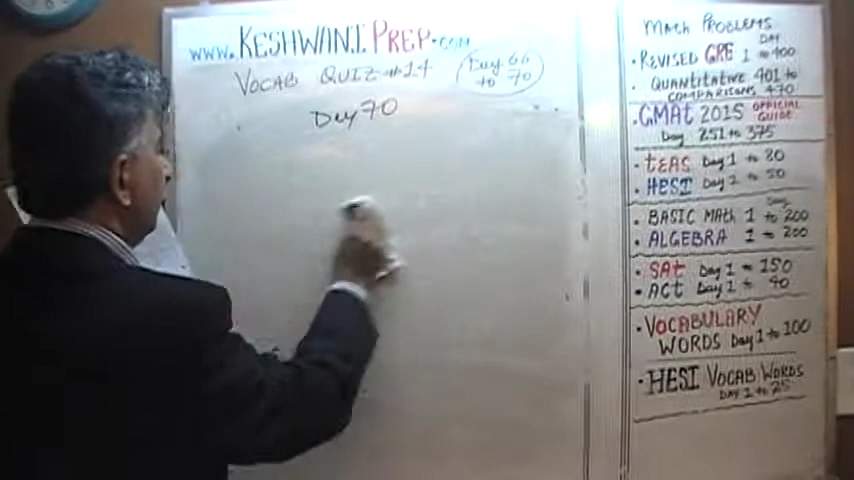 www.KESHWANI PREP.com
VOCAB QUIZ #14
Day 66
to 70
Day 70
MATH PROBLEMS
• REVISED GRE DAY 1 to 400
• QUANTITATIVE 401 to
COMPARISONS 470
• GMAT 2015 OFFICIAL GUIDE
Day 251 to 375
• TEAS Day 1 to 20
• HESI Day 1 to 50
Day
• BASIC MATH 1 to 200
• ALGEBRA 1 to 200
• SAT Day 1 to 150
• ACT Day 1 to 40
• VOCABULARY
WORDS Day 1 to 100
• HESI VOCAB WORDS
DAY 1 to 25